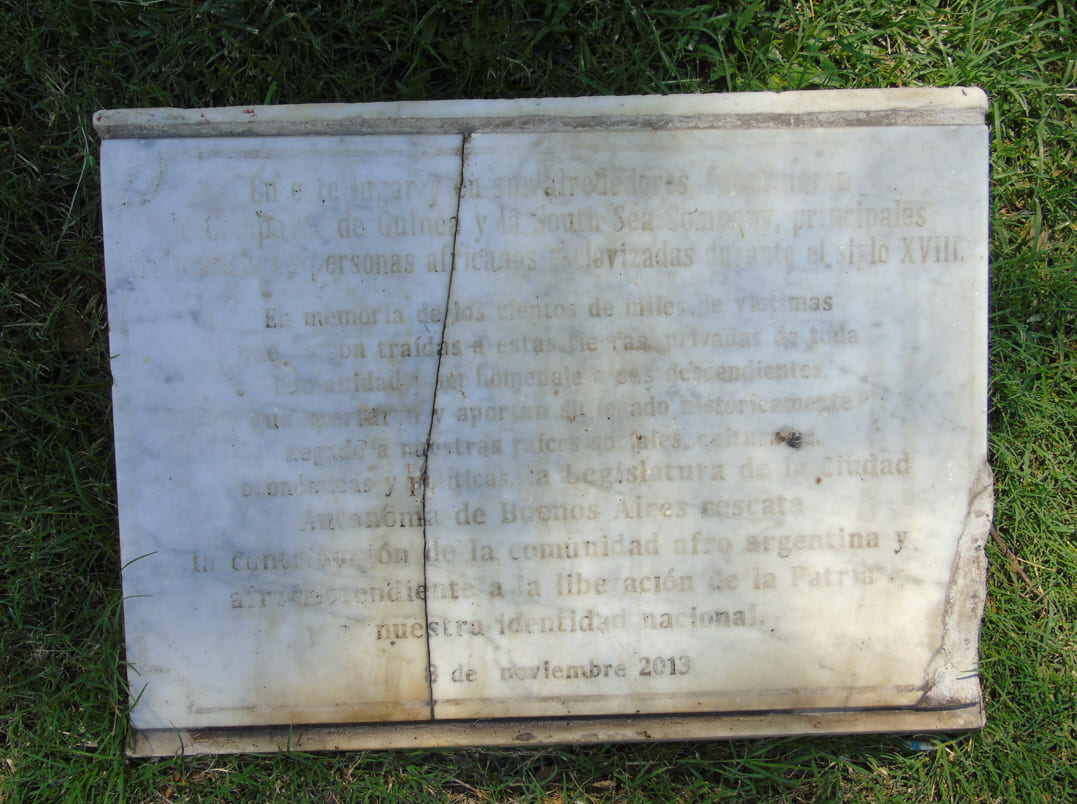 En este lugar y en sus alrededores funcionaron
la Compañía de Guinea y la South Sea Company, principales
personas africanas esclavizadas durante el siglo XVIII.
En memoria de los cientos de miles de víctimas
que fueron traídas a estas tierras, privadas de toda
humanidad y en homenaje a sus descendientes,
que aportaron y aportan su legado históricamente
negado a nuestras raíces sociales, culturales,
económicas y políticas, la Legislatura de la Ciudad
Autonóma de Buenos Aires rescata
la contribución de la comunidad afro argentina y
afrodescendiente a la liberación de la Patria
y a nuestra identidad nacional.
8 de noviembre 2013